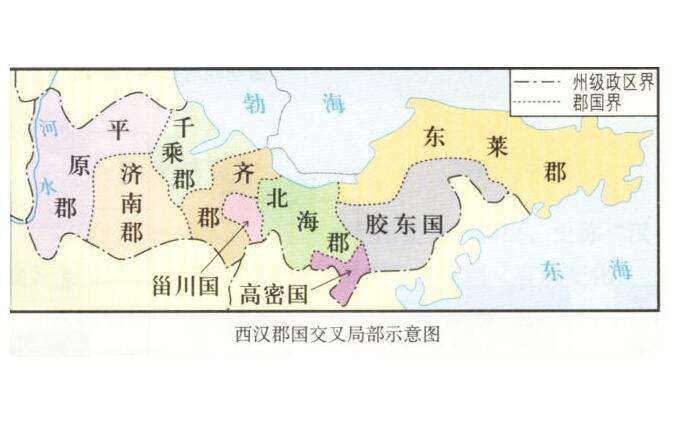 州级政区界
郡国界
勃海
河水
平原郡
千乘郡
济南郡
齐郡
北海郡
东莱郡
胶东国
甾川国
高密国
东海
西汉郡国交叉局部示意图